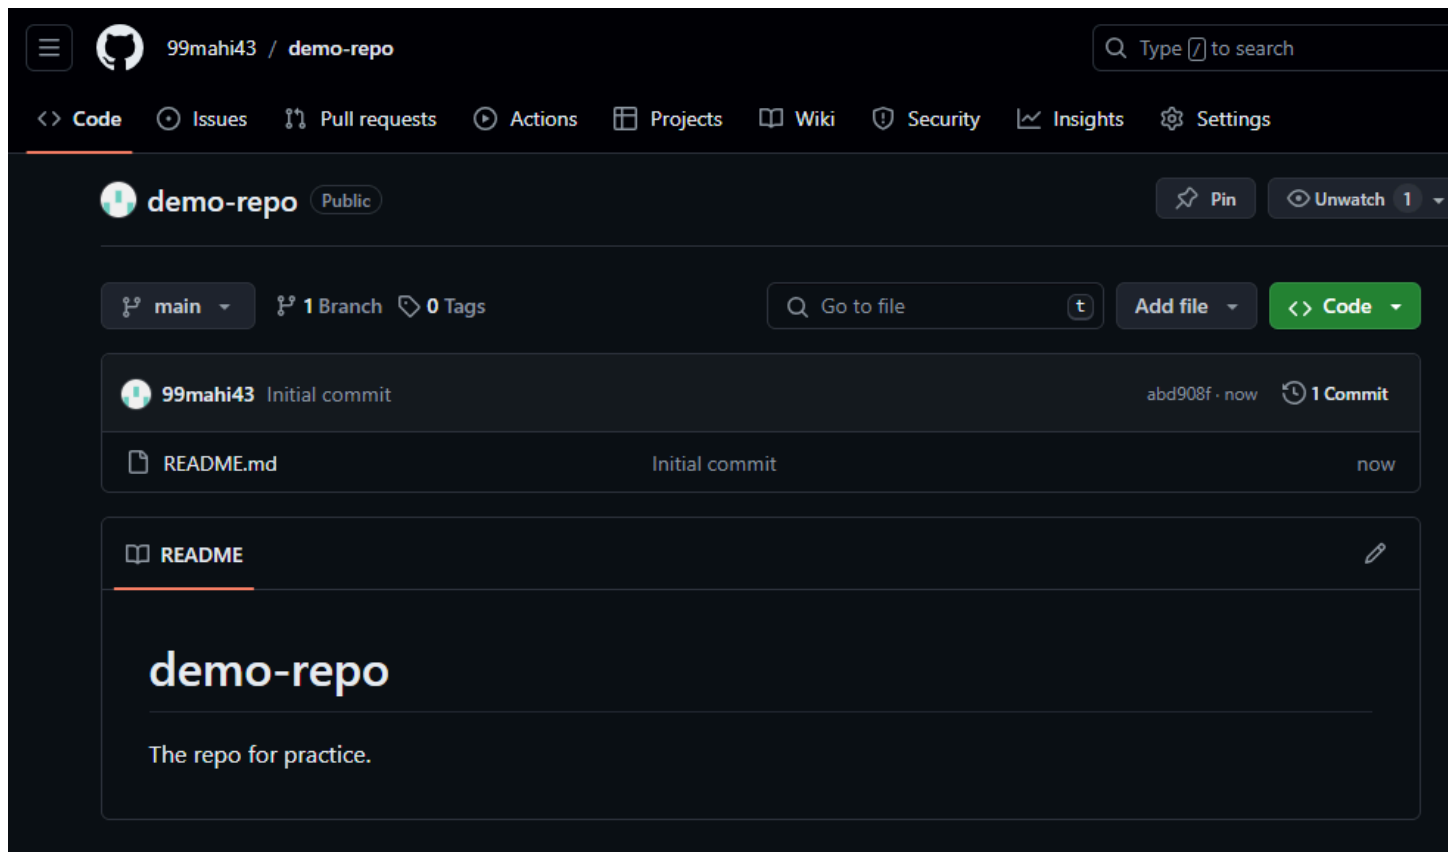 99mahi43 / demo-repo
Type / to search
Code Issues Pull requests Actions Projects Wiki Security Insights Settings
demo-repo Public
Pin Unwatch 1
main 1 Branch 0 Tags Go to file t Add file Code
99mahi43 Initial commit abd908f · now 1 Commit
README.md Initial commit now
README
demo-repo
The repo for practice.